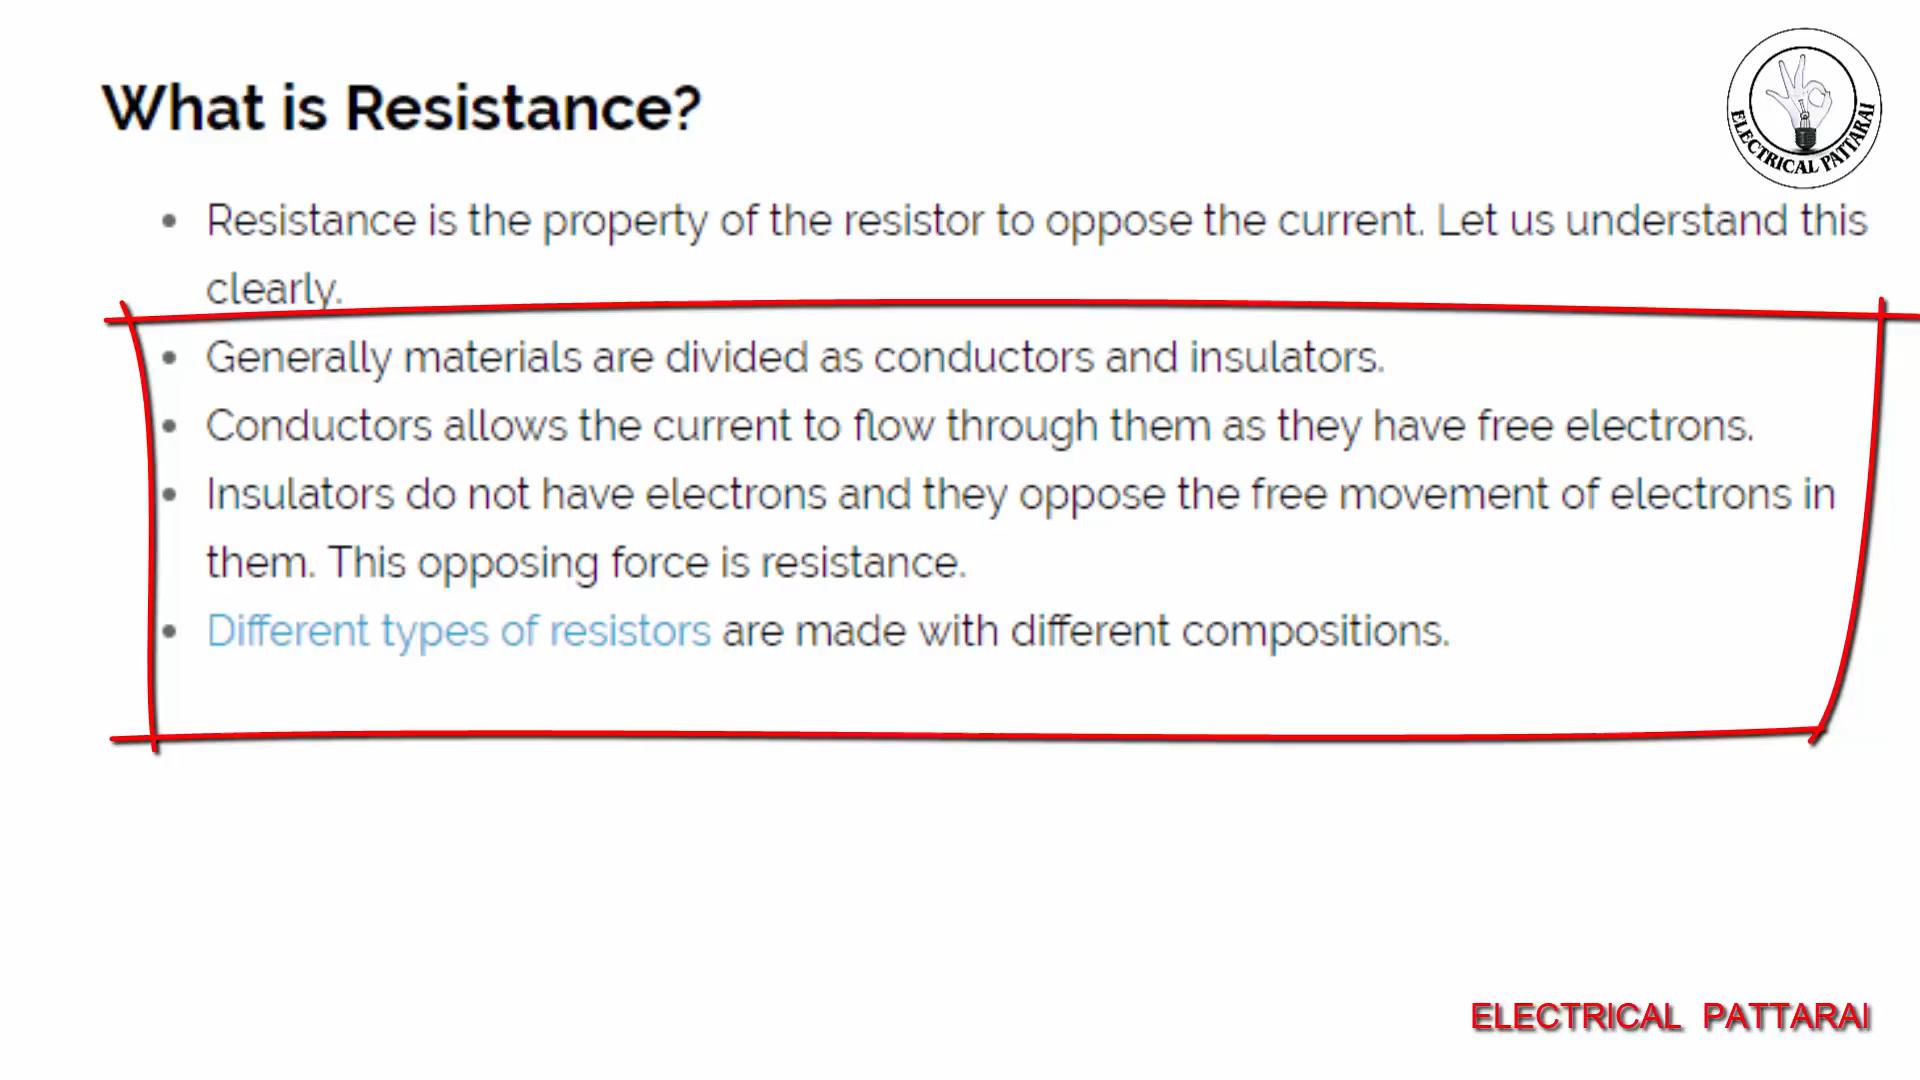 What is Resistance?
ELECTRICAL PATTARAI
• Resistance is the property of the resistor to oppose the current. Let us understand this
clearly.
• Generally materials are divided as conductors and insulators.
• Conductors allows the current to flow through them as they have free electrons.
• Insulators do not have electrons and they oppose the free movement of electrons in
them. This opposing force is resistance.
• Different types of resistors are made with different compositions.
ELECTRICAL PATTARAI